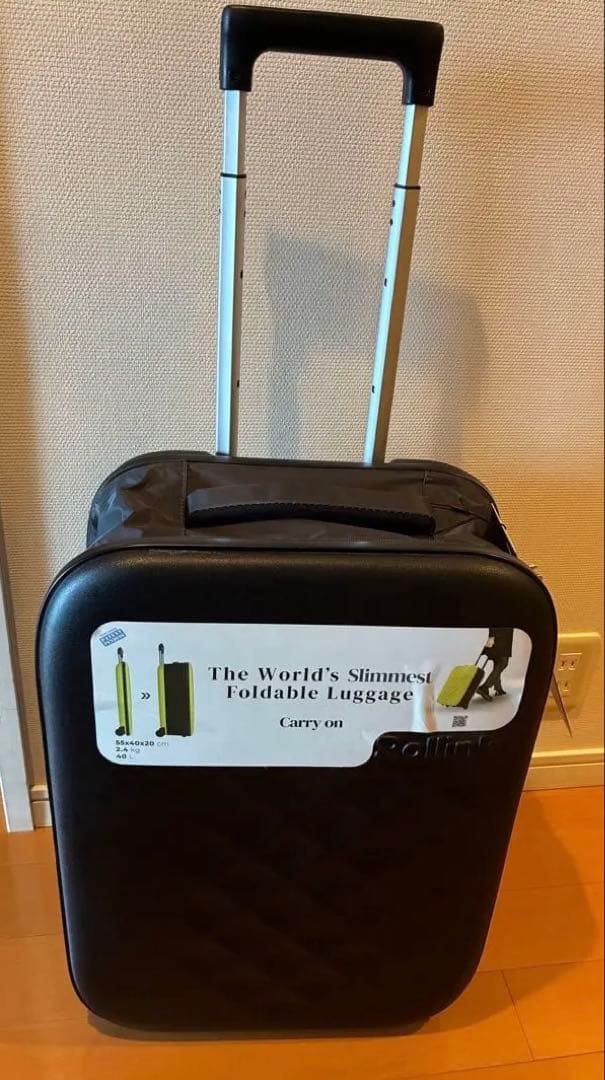 The World's Slimmest
Foldable Luggage
Carry on
55x40x20 cm
2.4 kg
40 L
Rollink